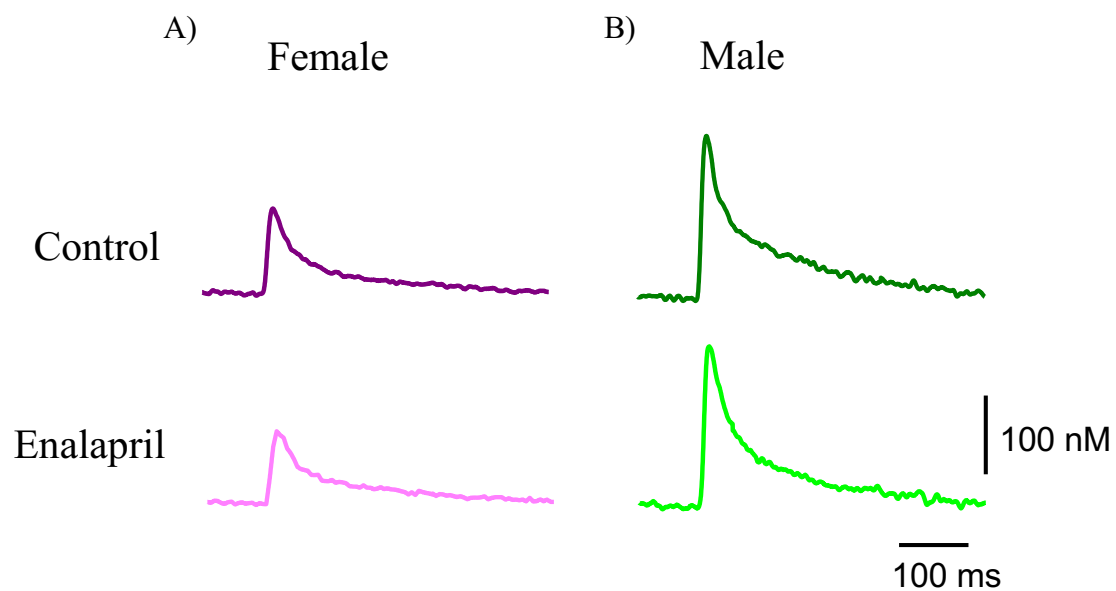 A)
Female
B)
Male
Control
Enalapril
100 nM
100 ms